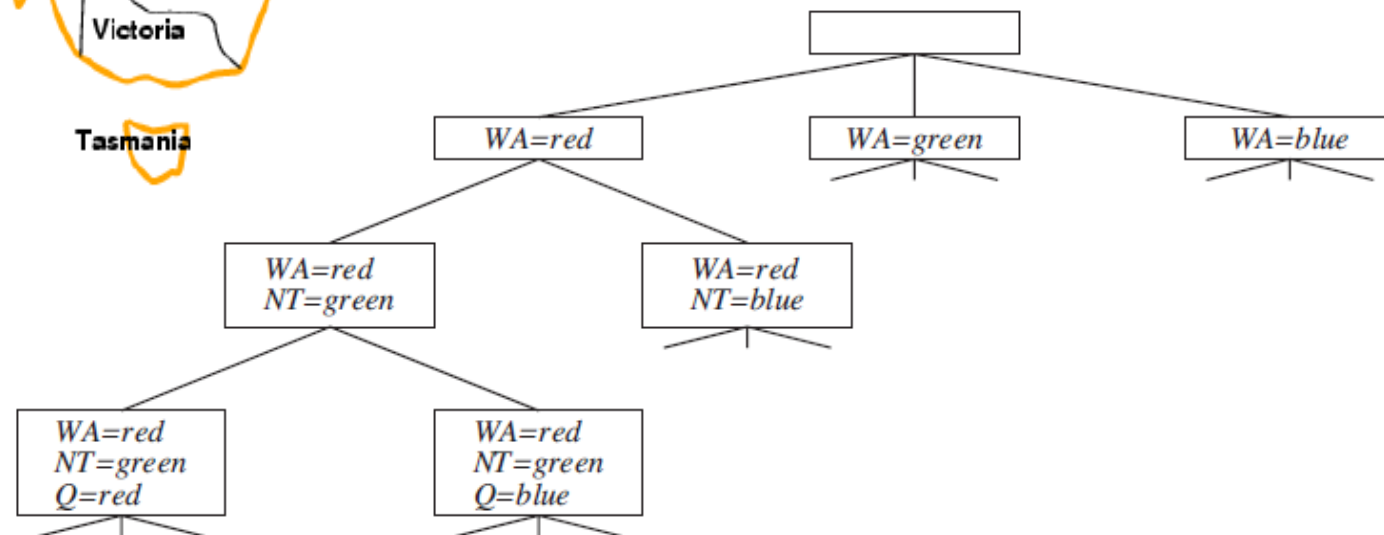 Victoria
Tasmania
WA=red
WA=green
WA=blue
WA=red
NT=green
WA=red
NT=blue
WA=red
NT=green
Q=red
WA=red
NT=green
Q=blue